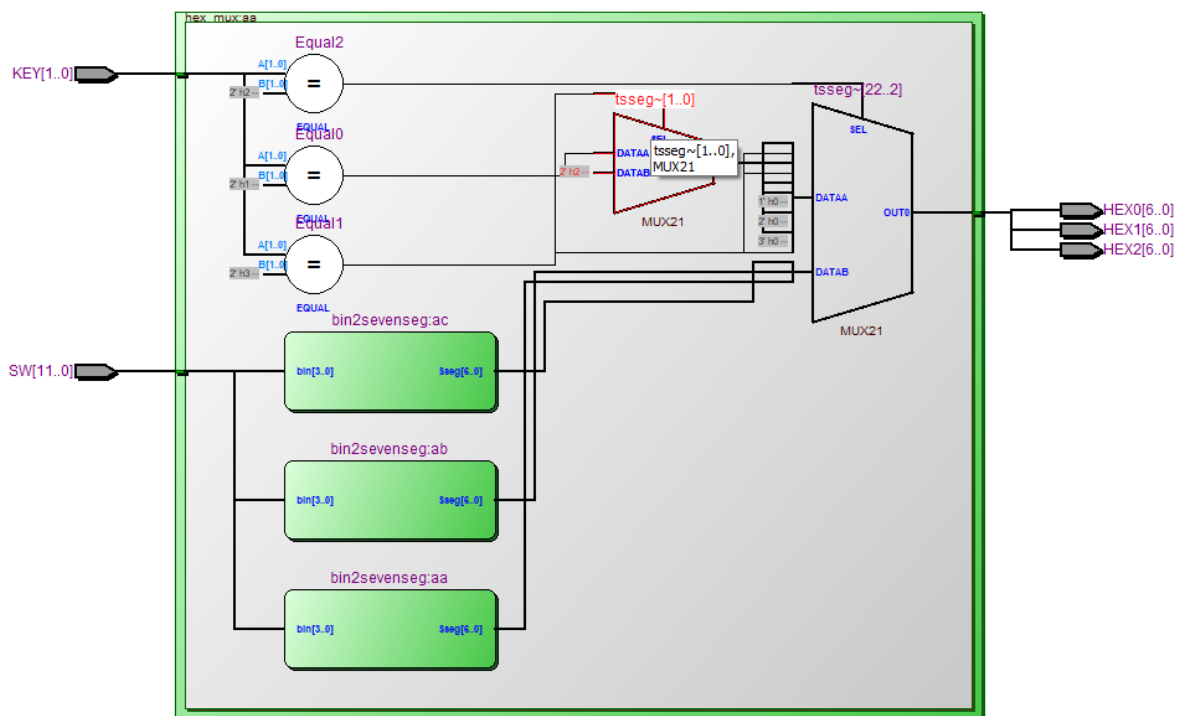 hex_mux:aa
Equal2
KEY[1..0]
A[1..0]
B[1..0]
2' h2 --
=
EQUAL
tsseg~[1..0]
tsseg~[22..2]
SEL
Equal0
A[1..0]
B[1..0]
2' h1 --
=
EQUAL
DATAA
DATAB
2' h2 --
tsseg~[1..0],
MUX21
MUX21
1' h0 --
2' h0 --
3' h0 --
DATAA
OUT0
DATAB
MUX21
HEX0[6..0]
HEX1[6..0]
HEX2[6..0]
Equal1
A[1..0]
B[1..0]
2' h3 --
=
EQUAL
bin2sevenseg:ac
SW[11..0]
bin[3..0]
Sseg[6..0]
bin2sevenseg:ab
bin[3..0]
Sseg[6..0]
bin2sevenseg:aa
bin[3..0]
Sseg[6..0]